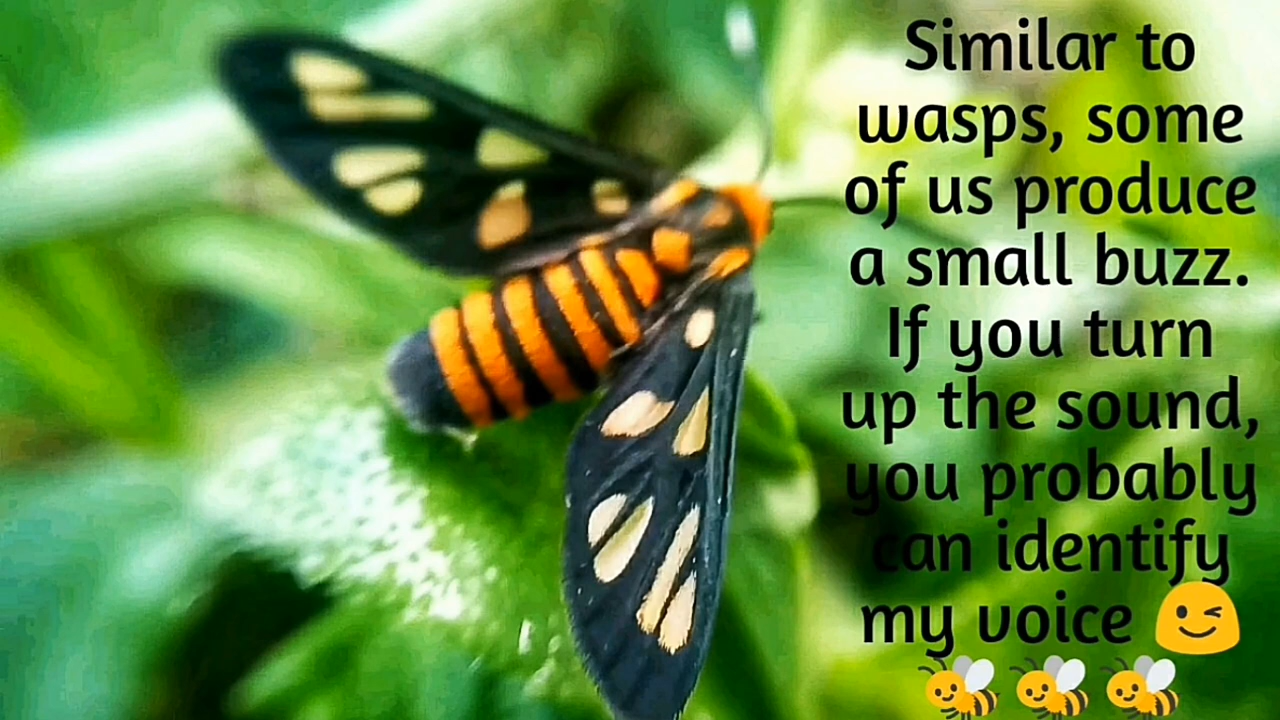 Similar to
wasps, some
of us produce
a small buzz.
If you turn
up the sound,
you probably
can identify
my voice 😉
🐝 🐝 🐝